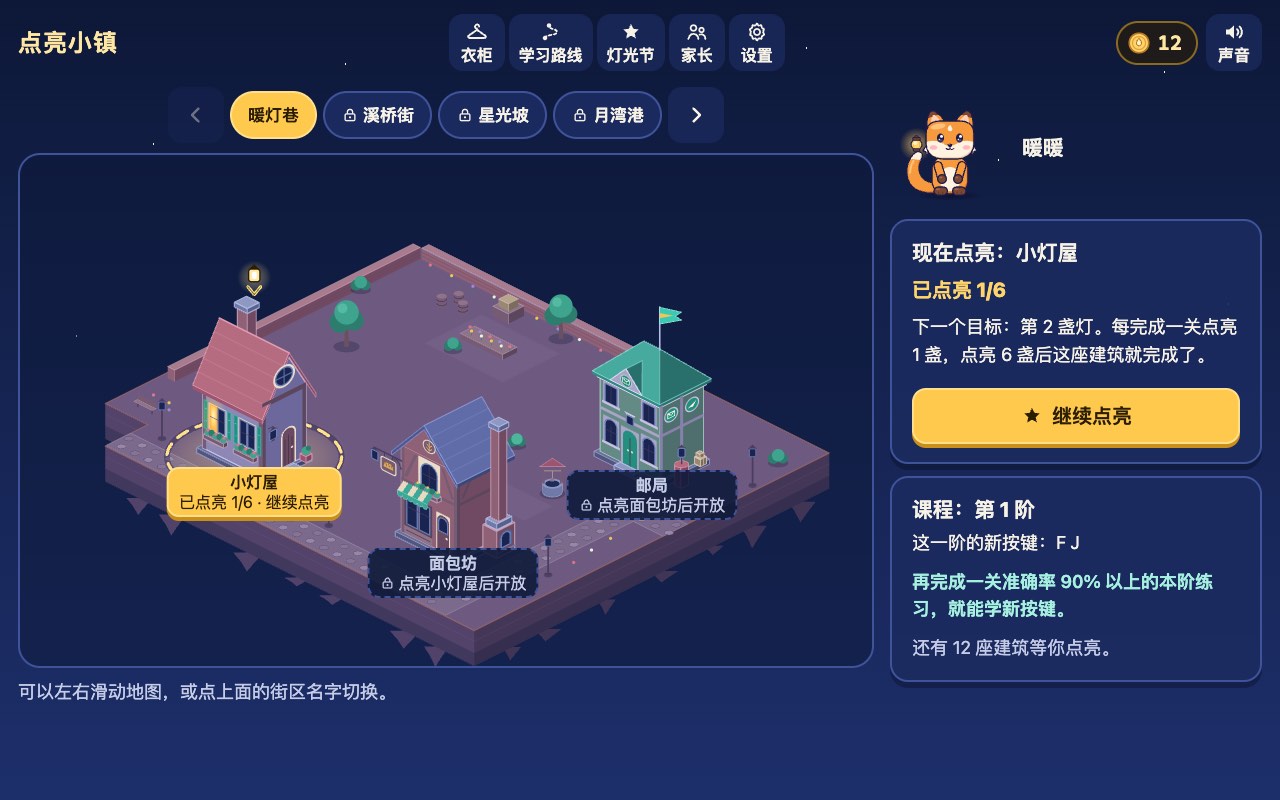 点亮小镇
衣柜
学习路线
灯光节
家长
设置
12
声音
暖灯巷
溪桥街
星光坡
月湾港
暖暖
现在点亮：小灯屋
已点亮 1/6
下一个目标：第 2 盏灯。每完成一关点亮
1 盏，点亮 6 盏后这座建筑就完成了。
继续点亮
小灯屋
已点亮 1/6 · 继续点亮
邮局
点亮面包坊后开放
面包坊
点亮小灯屋后开放
课程：第 1 阶
这一阶的新按键：F J
再完成一关准确率 90% 以上的本阶练
习，就能学新按键。
还有 12 座建筑等你点亮。
可以左右滑动地图，或点上面的街区名字切换。